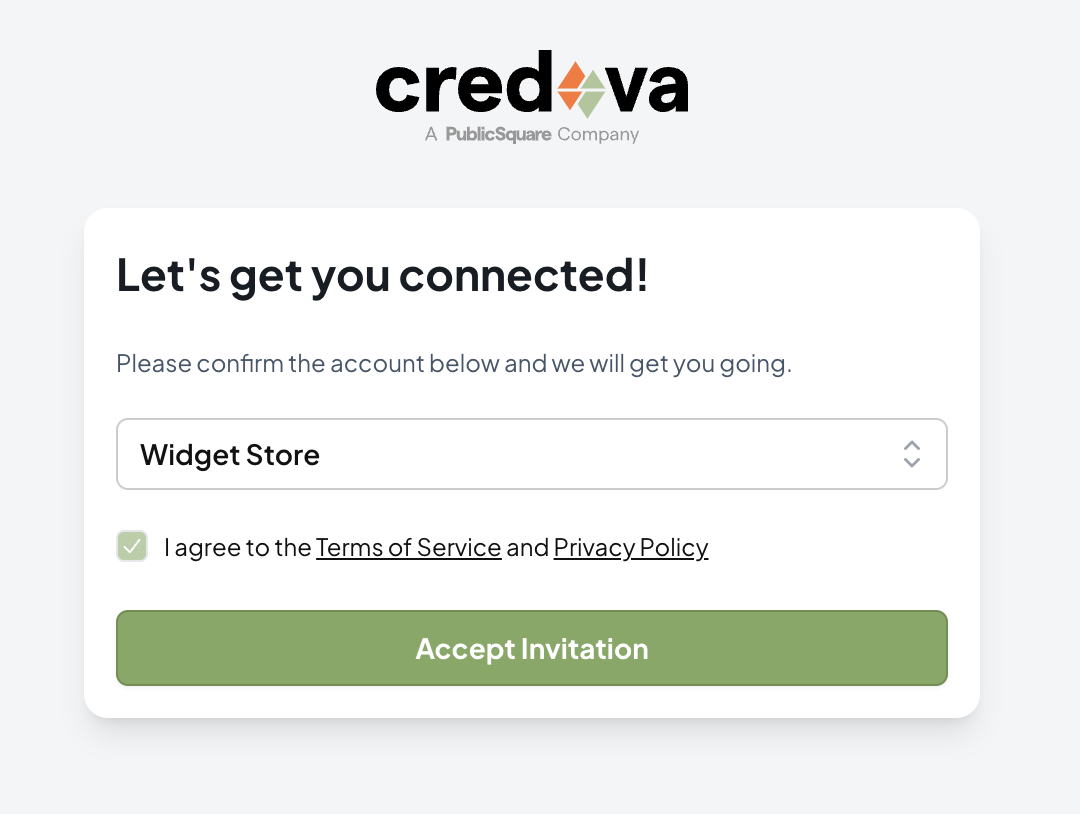 credova
A PublicSquare Company
Let's get you connected!
Please confirm the account below and we will get you going.
Widget Store
I agree to the Terms of Service and Privacy Policy
Accept Invitation